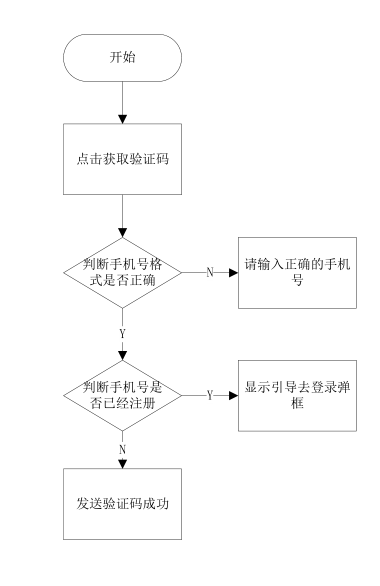 开始
点击获取验证码
判断手机号格
式是否正确
N
请输入正确的手机
号
Y
判断手机号是
否已经注册
Y
显示引导去登录弹
框
N
发送验证码成功